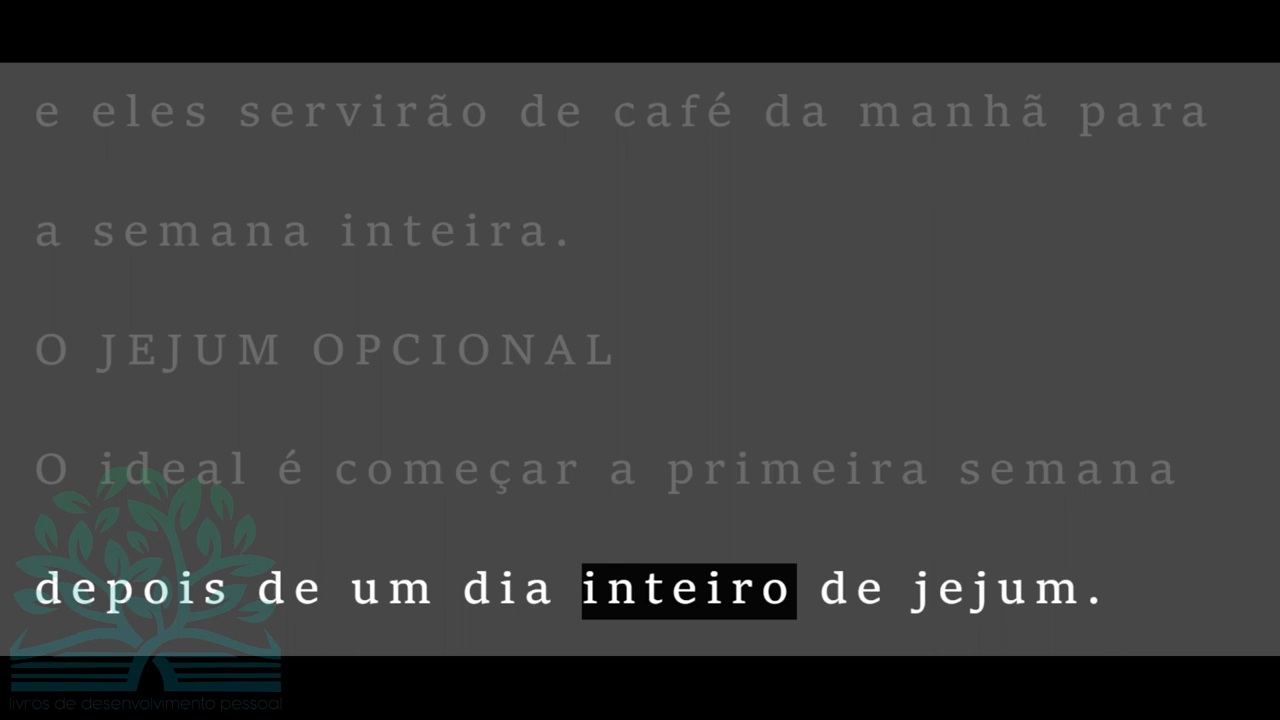 e eles servirão de café da manhã para
a semana inteira.
O JEJUM OPCIONAL
O ideal é começar a primeira semana
depois de um dia inteiro de jejum.
livros de desenvolvimento pessoal